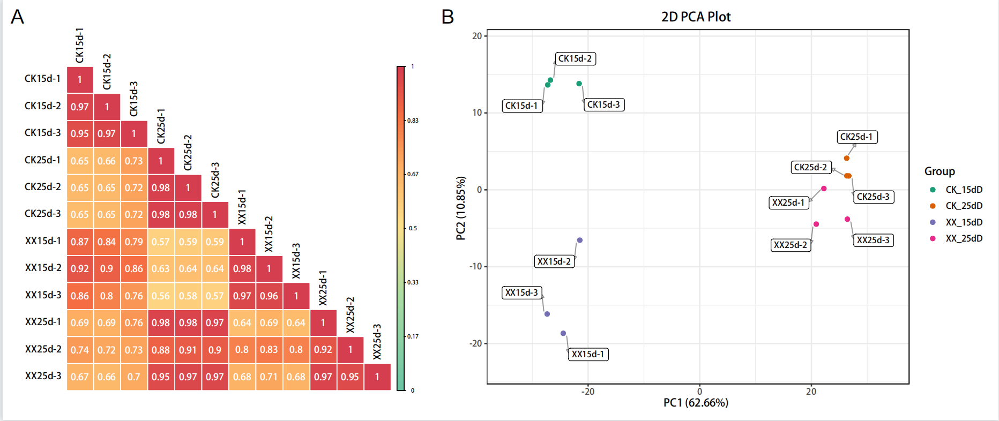 A
CK15d-1
CK15d-2
CK15d-3
CK25d-1
CK25d-2
CK25d-3
XX15d-1
XX15d-2
XX15d-3
XX25d-1
XX25d-2
XX25d-3
CK15d-1 1
CK15d-2 0.97 1
CK15d-3 0.95 0.97 1
CK25d-1 0.65 0.66 0.73 1
CK25d-2 0.65 0.65 0.72 0.98 1
CK25d-3 0.65 0.65 0.72 0.98 0.98 1
XX15d-1 0.87 0.84 0.79 0.57 0.59 0.59 1
XX15d-2 0.92 0.9 0.86 0.63 0.64 0.64 0.98 1
XX15d-3 0.86 0.8 0.76 0.56 0.58 0.57 0.97 0.96 1
XX25d-1 0.69 0.69 0.76 0.98 0.98 0.97 0.64 0.69 0.64 1
XX25d-2 0.74 0.72 0.73 0.88 0.91 0.9 0.8 0.83 0.8 0.92 1
XX25d-3 0.67 0.66 0.7 0.95 0.97 0.97 0.68 0.71 0.68 0.97 0.95 1
1
0.83
0.67
0.5
0.33
0.17
0
B
2D PCA Plot
PC2 (10.85%)
20
10
0
-10
-20
CK15d-2
CK15d-1
CK15d-3
CK25d-1
CK25d-2
CK25d-3
XX25d-1
XX25d-2
XX25d-3
XX15d-2
XX15d-3
XX15d-1
-20 0 20
PC1 (62.66%)
Group
CK_15dD
CK_25dD
XX_15dD
XX_25dD